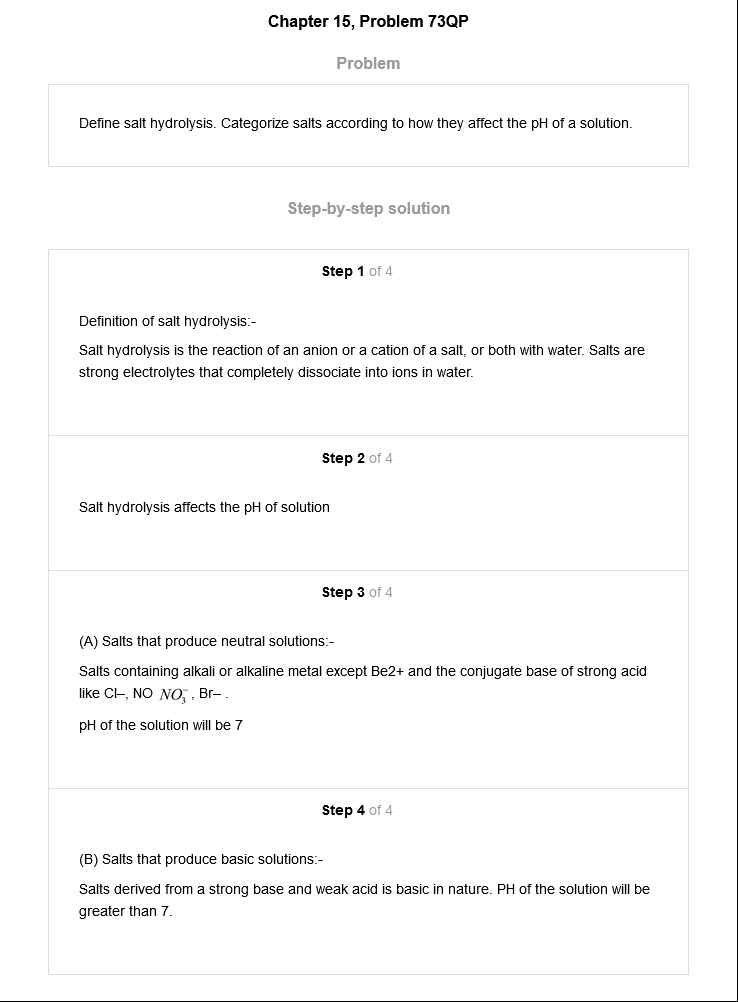 Chapter 15, Problem 73QP
Problem
Define salt hydrolysis. Categorize salts according to how they affect the pH of a solution.
Step-by-step solution
Step 1 of 4
Definition of salt hydrolysis:-
Salt hydrolysis is the reaction of an anion or a cation of a salt, or both with water. Salts are
strong electrolytes that completely dissociate into ions in water.
Step 2 of 4
Salt hydrolysis affects the pH of solution
Step 3 of 4
(A) Salts that produce neutral solutions:-
Salts containing alkali or alkaline metal except Be2+ and the conjugate base of strong acid
like Cl–, NO NO₃⁻ , Br– .
pH of the solution will be 7
Step 4 of 4
(B) Salts that produce basic solutions:-
Salts derived from a strong base and weak acid is basic in nature. PH of the solution will be
greater than 7.